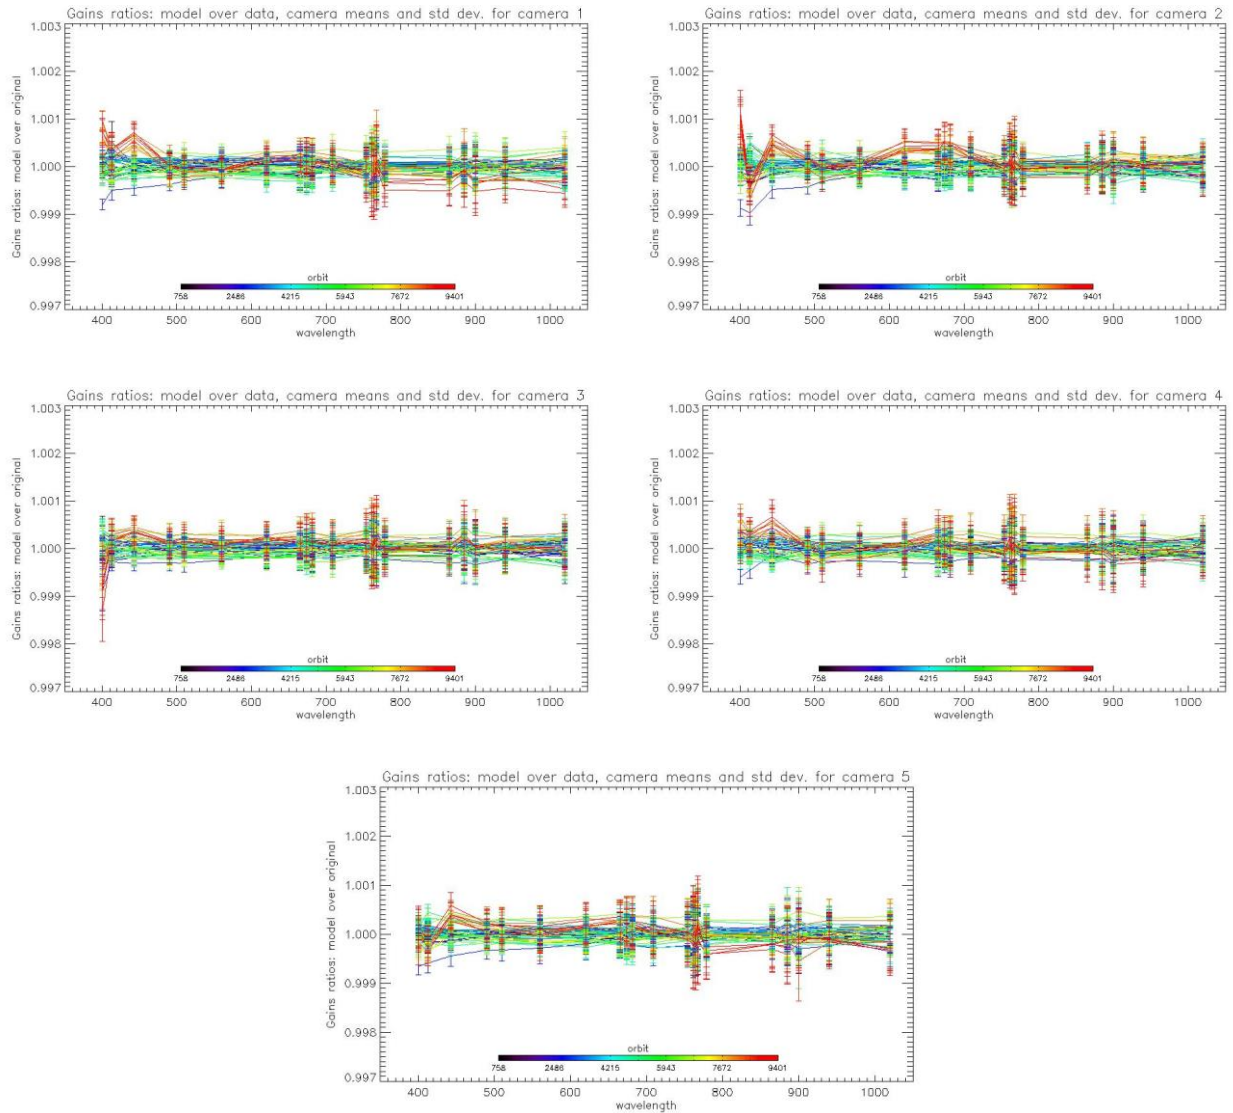 Gains ratios: model over data, camera means and std dev. for camera 1
Gains ratios: model over original
1.003
1.002
1.001
1.000
0.999
0.998
0.997
orbit
758 2486 4215 5943 7672 9401
400 500 600 700 800 900 1000
wavelength
Gains ratios: model over data, camera means and std dev. for camera 2
Gains ratios: model over original
1.003
1.002
1.001
1.000
0.999
0.998
0.997
orbit
758 2486 4215 5943 7672 9401
400 500 600 700 800 900 1000
wavelength
Gains ratios: model over data, camera means and std dev. for camera 3
Gains ratios: model over original
1.003
1.002
1.001
1.000
0.999
0.998
0.997
orbit
758 2486 4215 5943 7672 9401
400 500 600 700 800 900 1000
wavelength
Gains ratios: model over data, camera means and std dev. for camera 4
Gains ratios: model over original
1.003
1.002
1.001
1.000
0.999
0.998
0.997
orbit
758 2486 4215 5943 7672 9401
400 500 600 700 800 900 1000
wavelength
Gains ratios: model over data, camera means and std dev. for camera 5
Gains ratios: model over original
1.003
1.002
1.001
1.000
0.999
0.998
0.997
orbit
758 2486 4215 5943 7672 9401
400 500 600 700 800 900 1000
wavelength